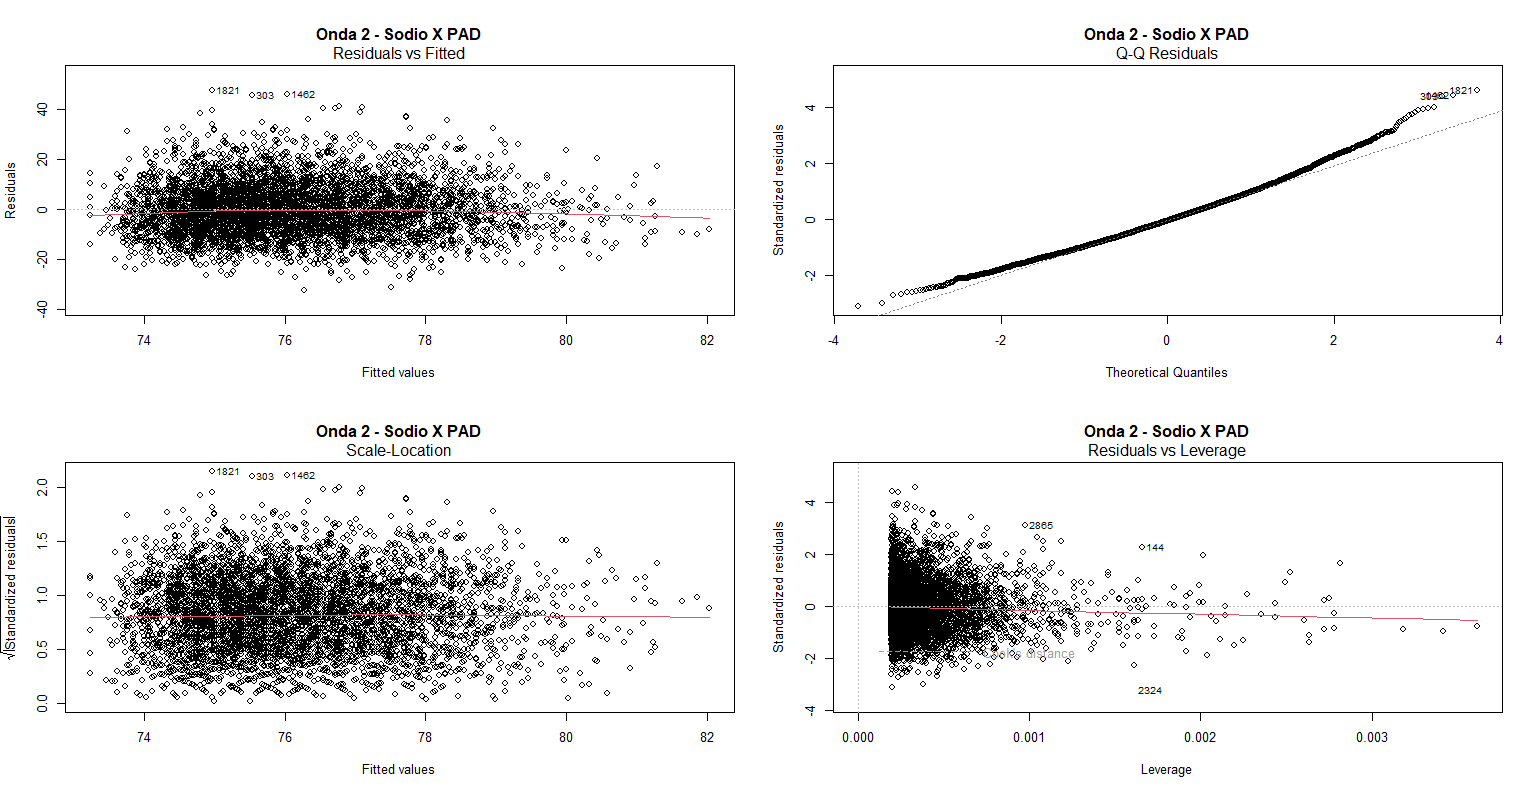 Onda 2 - Sodio X PAD
Residuals vs Fitted
Residuals
40
20
0
-20
-40
1821
303
1462
74
76
78
80
82
Fitted values
Onda 2 - Sodio X PAD
Q-Q Residuals
Standardized residuals
4
2
0
-2
1462
1821
-4
-2
0
2
4
Theoretical Quantiles
Onda 2 - Sodio X PAD
Scale-Location
√|Standardized residuals|
2.0
1.5
1.0
0.5
0.0
1821
303
1462
74
76
78
80
82
Fitted values
Onda 2 - Sodio X PAD
Residuals vs Leverage
Standardized residuals
4
2
0
-2
-4
2865
144
distance
2324
0.000
0.001
0.002
0.003
Leverage